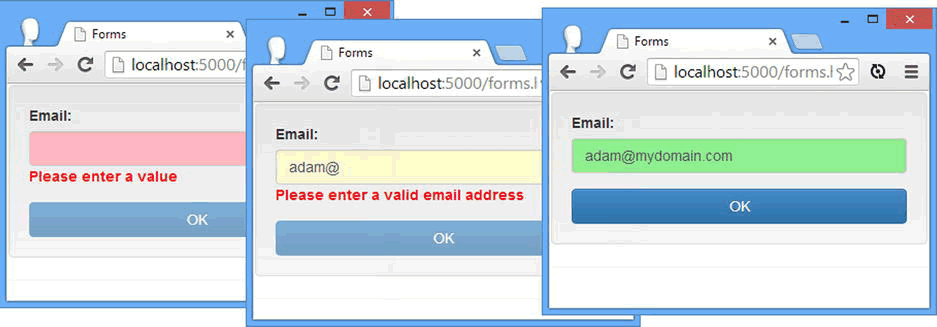 Forms
localhost:5000/f
Email:
Please enter a value
OK
Forms
localhost:5000/forms.h
Email:
adam@
Please enter a valid email address
OK
Forms
localhost:5000/forms.h
Email:
adam@mydomain.com
OK